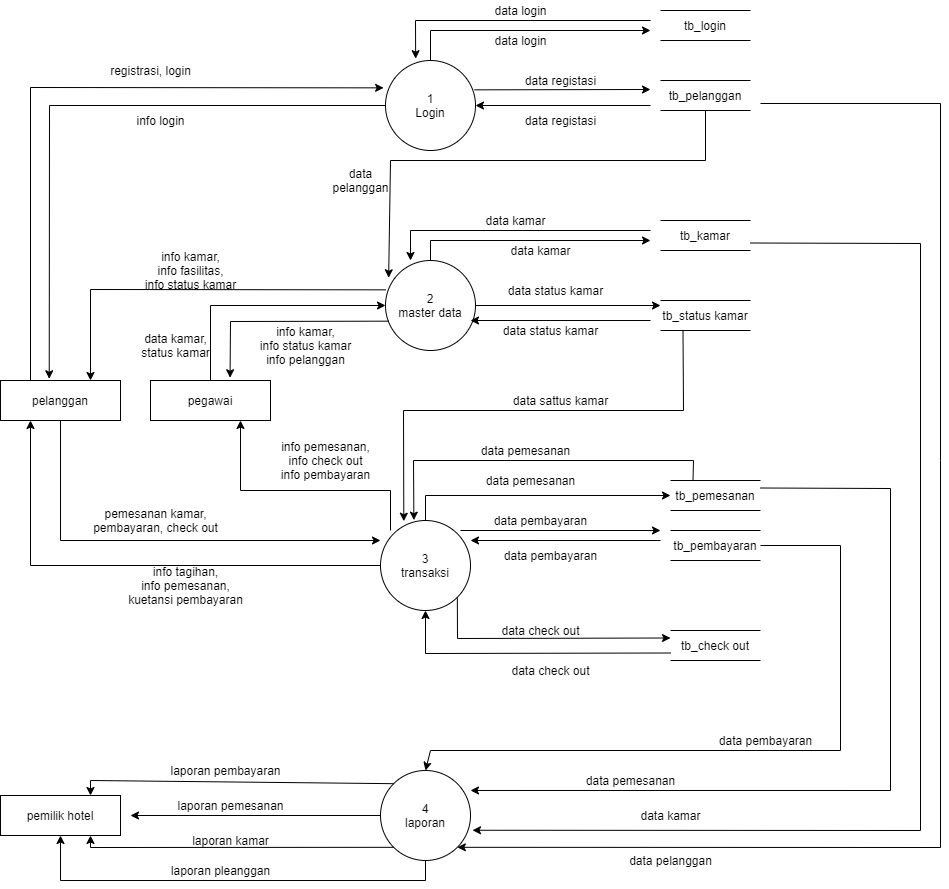 data login
tb_login
data login
registrasi, login
data registasi
1
Login
tb_pelanggan
info login
data registasi
data
pelanggan
data kamar
tb_kamar
data kamar
info kamar,
info fasilitas,
info status kamar
data status kamar
2
master data
tb_status kamar
data status kamar
info kamar,
info status kamar
info pelanggan
data kamar,
status kamar
pelanggan
pegawai
data sattus kamar
info pemesanan,
info check out
info pembayaran
data pemesanan
data pemesanan
tb_pemesanan
pemesanan kamar,
pembayaran, check out
data pembayaran
tb_pembayaran
data pembayaran
3
transaksi
info tagihan,
info pemesanan,
kuetansi pembayaran
data check out
tb_check out
data check out
data pembayaran
laporan pembayaran
data pemesanan
pemilik hotel
laporan pemesanan
4
laporan
data kamar
laporan kamar
data pelanggan
laporan pleanggan